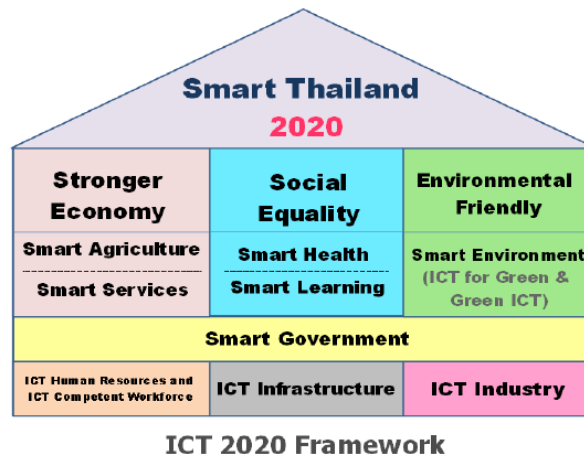 Smart Thailand
2020
Stronger
Economy
Social
Equality
Environmental
Friendly
Smart Agriculture
Smart Services
Smart Health
Smart Learning
Smart Environment
(ICT for Green &
Green ICT)
Smart Government
ICT Human Resources and
ICT Competent Workforce
ICT Infrastructure
ICT Industry
ICT 2020 Framework